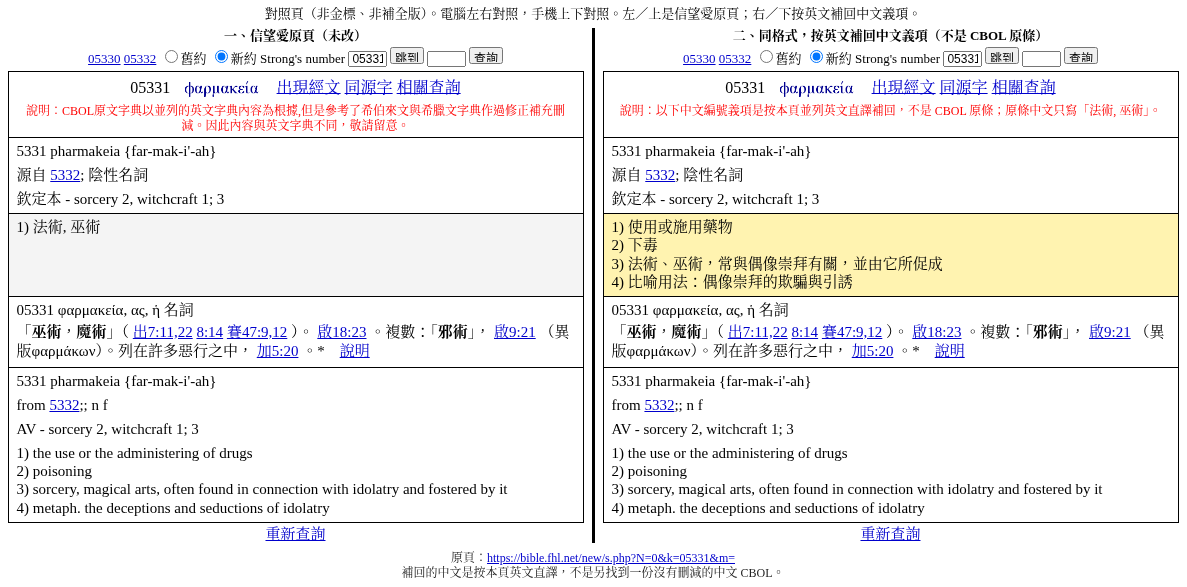 對照頁（非金標、非補全版）。電腦左右對照，手機上下對照。左／上是信望愛原頁；右／下按英文補回中文義項。
一、信望愛原頁（未改）
05330 05332 舊約 新約 Strong's number 05331 跳到 查詢
05331 φαρμακεία 出現經文 同源字 相關查詢
說明：CBOL原文字典以並列的英文字典內容為根據,但是參考了希伯來文與希臘文字典作過修正補充刪
減。因此內容與英文字典不同，敬請留意。
5331 pharmakeia {far-mak-i'-ah}
源自 5332; 陰性名詞
欽定本 - sorcery 2, witchcraft 1; 3
1) 法術, 巫術
05331 φαρμακεία, ας, ἡ 名詞
「巫術，魔術」（ 出7:11,22 8:14 賽47:9,12 ）。 啟18:23 。複數：「邪術」， 啟9:21 （異
版φαρμάκων）。列在許多惡行之中， 加5:20 。* 說明
5331 pharmakeia {far-mak-i'-ah}
from 5332;; n f
AV - sorcery 2, witchcraft 1; 3
1) the use or the administering of drugs
2) poisoning
3) sorcery, magical arts, often found in connection with idolatry and fostered by it
4) metaph. the deceptions and seductions of idolatry
重新查詢
二、同格式，按英文補回中文義項（不是 CBOL 原條）
05330 05332 舊約 新約 Strong's number 05331 跳到 查詢
05331 φαρμακεία 出現經文 同源字 相關查詢
說明：以下中文編號義項是按本頁並列英文直譯補回，不是 CBOL 原條；原條中文只寫「法術, 巫術」。
5331 pharmakeia {far-mak-i'-ah}
源自 5332; 陰性名詞
欽定本 - sorcery 2, witchcraft 1; 3
1) 使用或施用藥物
2) 下毒
3) 法術、巫術，常與偶像崇拜有關，並由它所促成
4) 比喻用法：偶像崇拜的欺騙與引誘
05331 φαρμακεία, ας, ἡ 名詞
「巫術，魔術」（ 出7:11,22 8:14 賽47:9,12 ）。 啟18:23 。複數：「邪術」， 啟9:21 （異
版φαρμάκων）。列在許多惡行之中， 加5:20 。* 說明
5331 pharmakeia {far-mak-i'-ah}
from 5332;; n f
AV - sorcery 2, witchcraft 1; 3
1) the use or the administering of drugs
2) poisoning
3) sorcery, magical arts, often found in connection with idolatry and fostered by it
4) metaph. the deceptions and seductions of idolatry
重新查詢
原頁：https://bible.fhl.net/new/s.php?N=0&k=05331&m=
補回的中文是按本頁英文直譯，不是另找到一份沒有刪減的中文 CBOL。